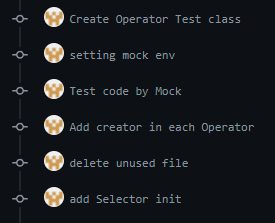 Create Operator Test class
setting mock env
Test code by Mock
Add creator in each Operator
delete unused file
add Selector init